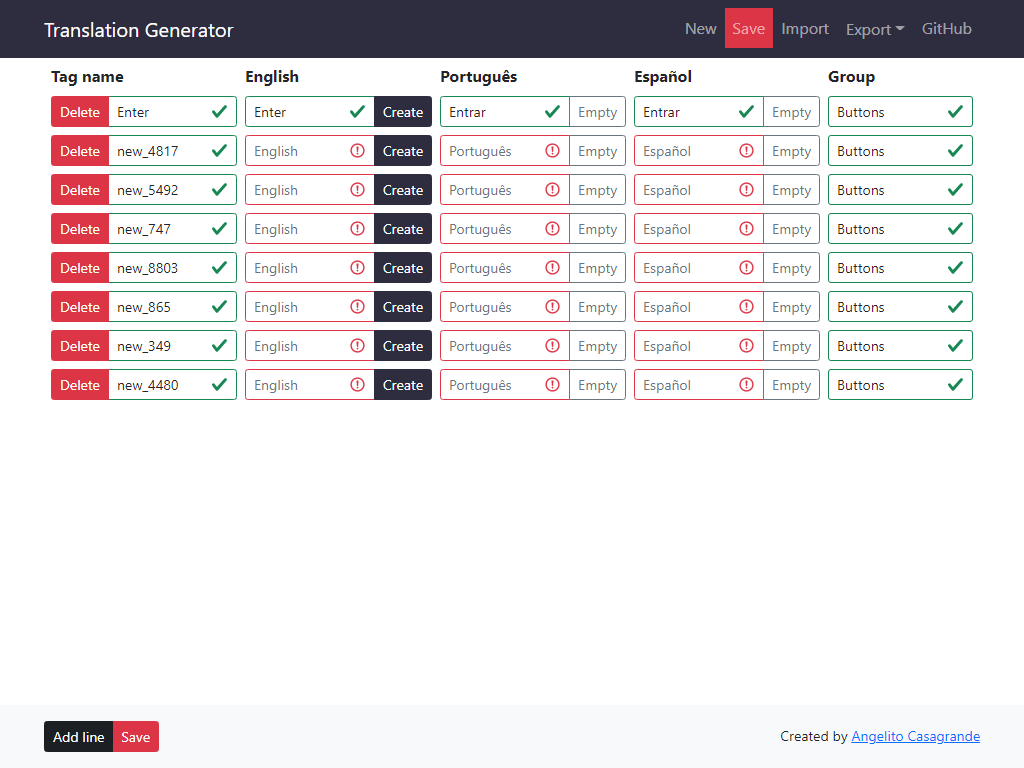 Translation Generator New Save Import Export GitHub
Tag name English Português Español Group
Delete Enter Enter Create Entrar Empty Entrar Empty Buttons
Delete new_4817 English Create Português Empty Español Empty Buttons
Delete new_5492 English Create Português Empty Español Empty Buttons
Delete new_747 English Create Português Empty Español Empty Buttons
Delete new_8803 English Create Português Empty Español Empty Buttons
Delete new_865 English Create Português Empty Español Empty Buttons
Delete new_349 English Create Português Empty Español Empty Buttons
Delete new_4480 English Create Português Empty Español Empty Buttons
Add line Save Created by Angelito Casagrande